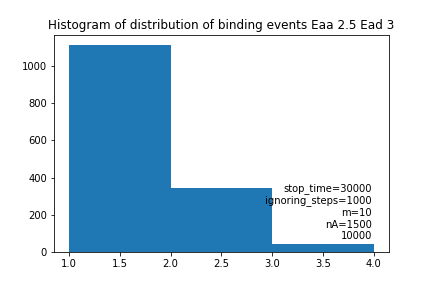 Histogram of distribution of binding events Eaa 2.5 Ead 3
1000
800
600
400
200
0
stop_time=30000
ignoring_steps=1000
m=10
nA=1500
10000
1.0 1.5 2.0 2.5 3.0 3.5 4.0